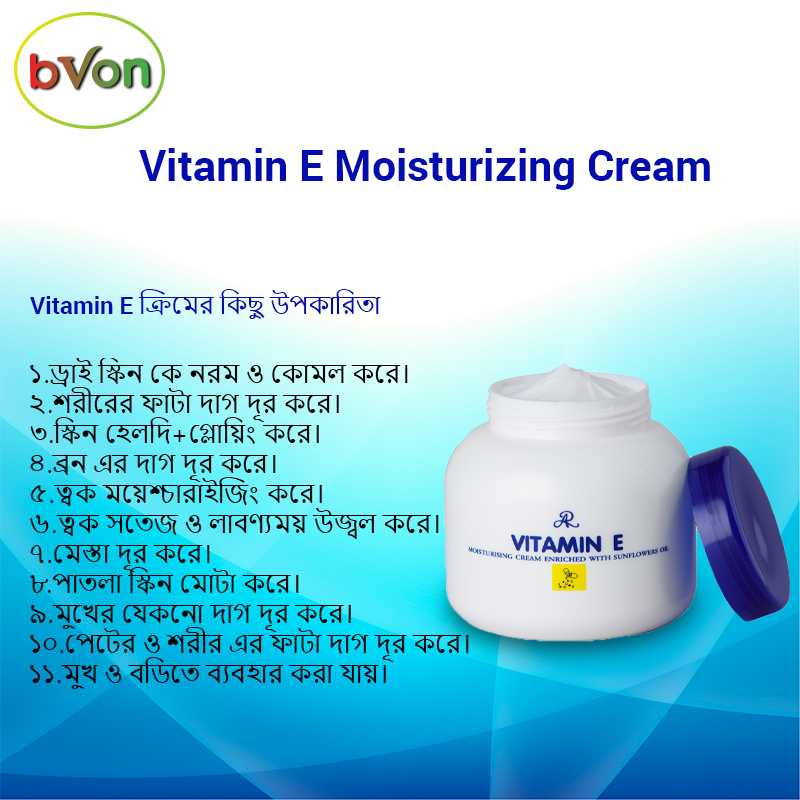 bvon
Vitamin E Moisturizing Cream
Vitamin E ক্রিমের কিছু উপকারিতা
১.ড্রাই স্কিন কে নরম ও কোমল করে।
২.শরীরের ফাটা দাগ দূর করে।
৩.স্কিন হেলদি+গ্লোয়িং করে।
৪.ব্রন এর দাগ দূর করে।
৫.ত্বক ময়েশ্চারাইজিং করে।
৬.ত্বক সতেজ ও লাবণ্যময় উজ্বল করে।
৭.মেস্তা দূর করে।
৮.পাতলা স্কিন মোটা করে।
৯.মুখের যেকনো দাগ দূর করে।
১০.পেটের ও শরীর এর ফাটা দাগ দূর করে।
১১.মুখ ও বডিতে ব্যবহার করা যায়।
AR
VITAMIN E
MOISTURISING CREAM ENRICHED WITH SUNFLOWERS OIL